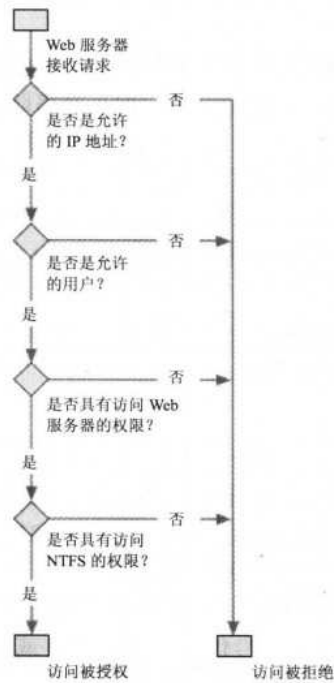 Web 服务器
接收请求
否
是否是允许
的 IP 地址？
是
否
是否是允许
的用户？
是
否
是否具有访问 Web
服务器的权限？
是
否
是否具有访问
NTFS 的权限？
是
访问被授权
访问被拒绝